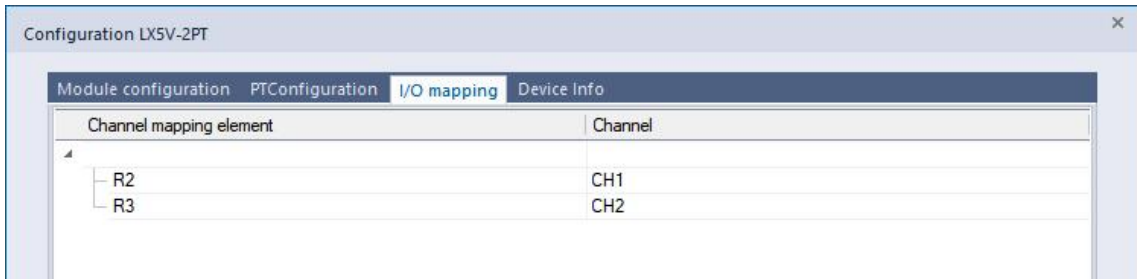 Configuration LX5V-2PT
Module configuration PTConfiguration I/O mapping Device Info
Channel mapping element Channel
R2 CH1
R3 CH2